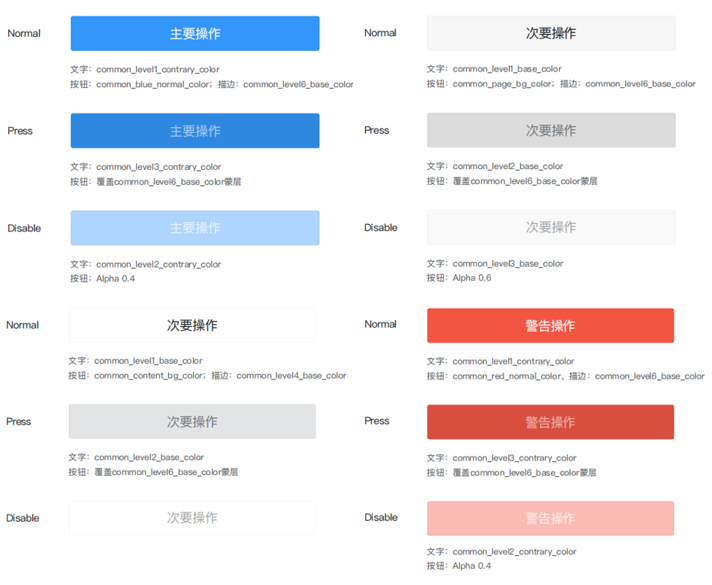 Normal
主要操作
文字：common_level1_contrary_color
按钮：common_blue_normal_color；描边：common_level6_base_color
Press
主要操作
文字：common_level3_contrary_color
按钮：覆盖common_level6_base_color蒙层
Disable
主要操作
文字：common_level2_contrary_color
按钮：Alpha 0.4
Normal
次要操作
文字：common_level1_base_color
按钮：common_content_bg_color；描边：common_level4_base_color
Press
次要操作
文字：common_level2_base_color
按钮：覆盖common_level6_base_color蒙层
Disable
次要操作
Normal
次要操作
文字：common_level1_base_color
按钮：common_page_bg_color；描边：common_level6_base_color
Press
次要操作
文字：common_level2_base_color
按钮：覆盖common_level6_base_color蒙层
Disable
次要操作
文字：common_level3_base_color
按钮：Alpha 0.6
Normal
警告操作
文字：common_level1_contrary_color
按钮：common_red_normal_color、描边：common_level6_base_color
Press
警告操作
文字：common_level3_contrary_color
按钮：覆盖common_level6_base_color蒙层
Disable
警告操作
文字：common_level2_contrary_color
按钮：Alpha 0.4